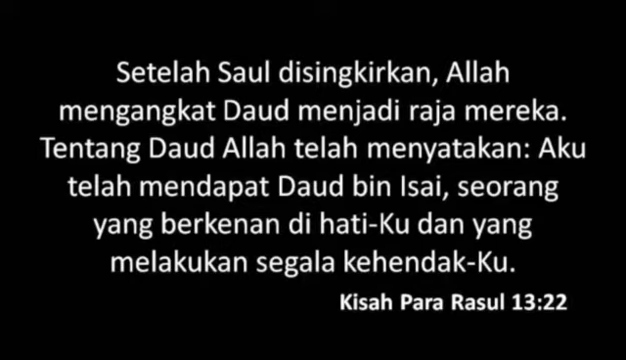 Setelah Saul disingkirkan, Allah
mengangkat Daud menjadi raja mereka.
Tentang Daud Allah telah menyatakan: Aku
telah mendapat Daud bin Isai, seorang
yang berkenan di hati-Ku dan yang
melakukan segala kehendak-Ku.
Kisah Para Rasul 13:22